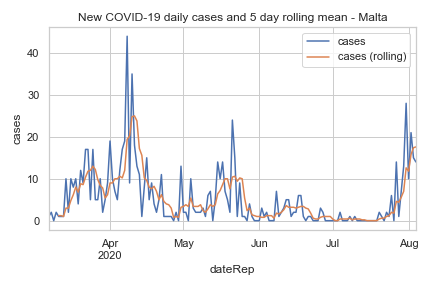 New COVID-19 daily cases and 5 day rolling mean - Malta
cases
cases (rolling)
cases
40
30
20
10
0
Apr
2020
May
Jun
Jul
Aug
dateRep